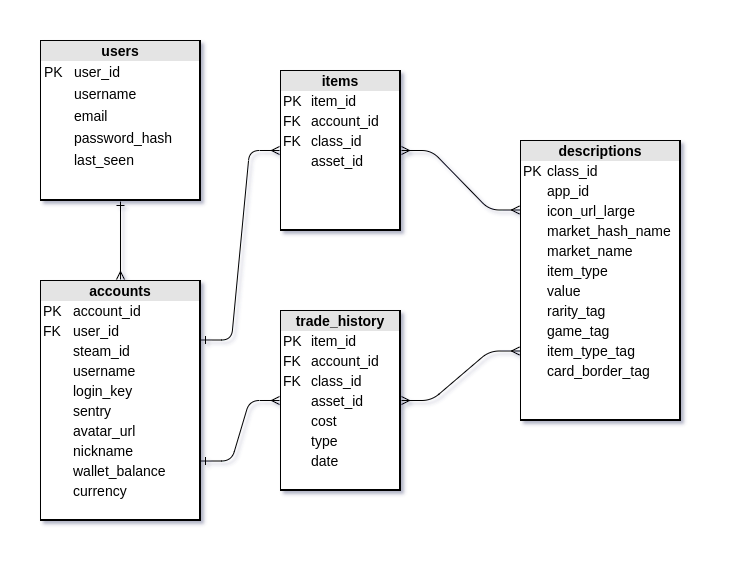 users
PK user_id
username
email
password_hash
last_seen
accounts
PK account_id
FK user_id
steam_id
username
login_key
sentry
avatar_url
nickname
wallet_balance
currency
items
PK item_id
FK account_id
FK class_id
asset_id
trade_history
PK item_id
FK account_id
FK class_id
asset_id
cost
type
date
descriptions
PK class_id
app_id
icon_url_large
market_hash_name
market_name
item_type
value
rarity_tag
game_tag
item_type_tag
card_border_tag